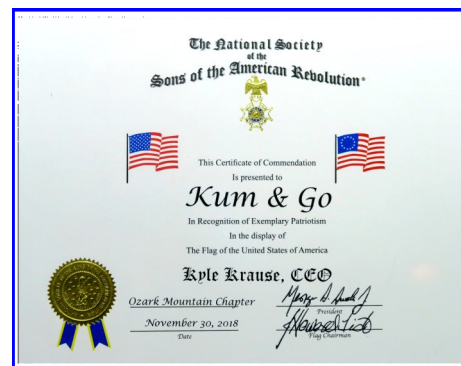 The National Society
of the
Sons of the American Revolution®
This Certificate of Commendation
Is presented to
Kum & Go
In Recognition of Exemplary Patriotism
In the display of
The Flag of the United States of America
Kyle Krause, CEO
Ozark Mountain Chapter
President
November 30, 2018
Date
Flag Chairman